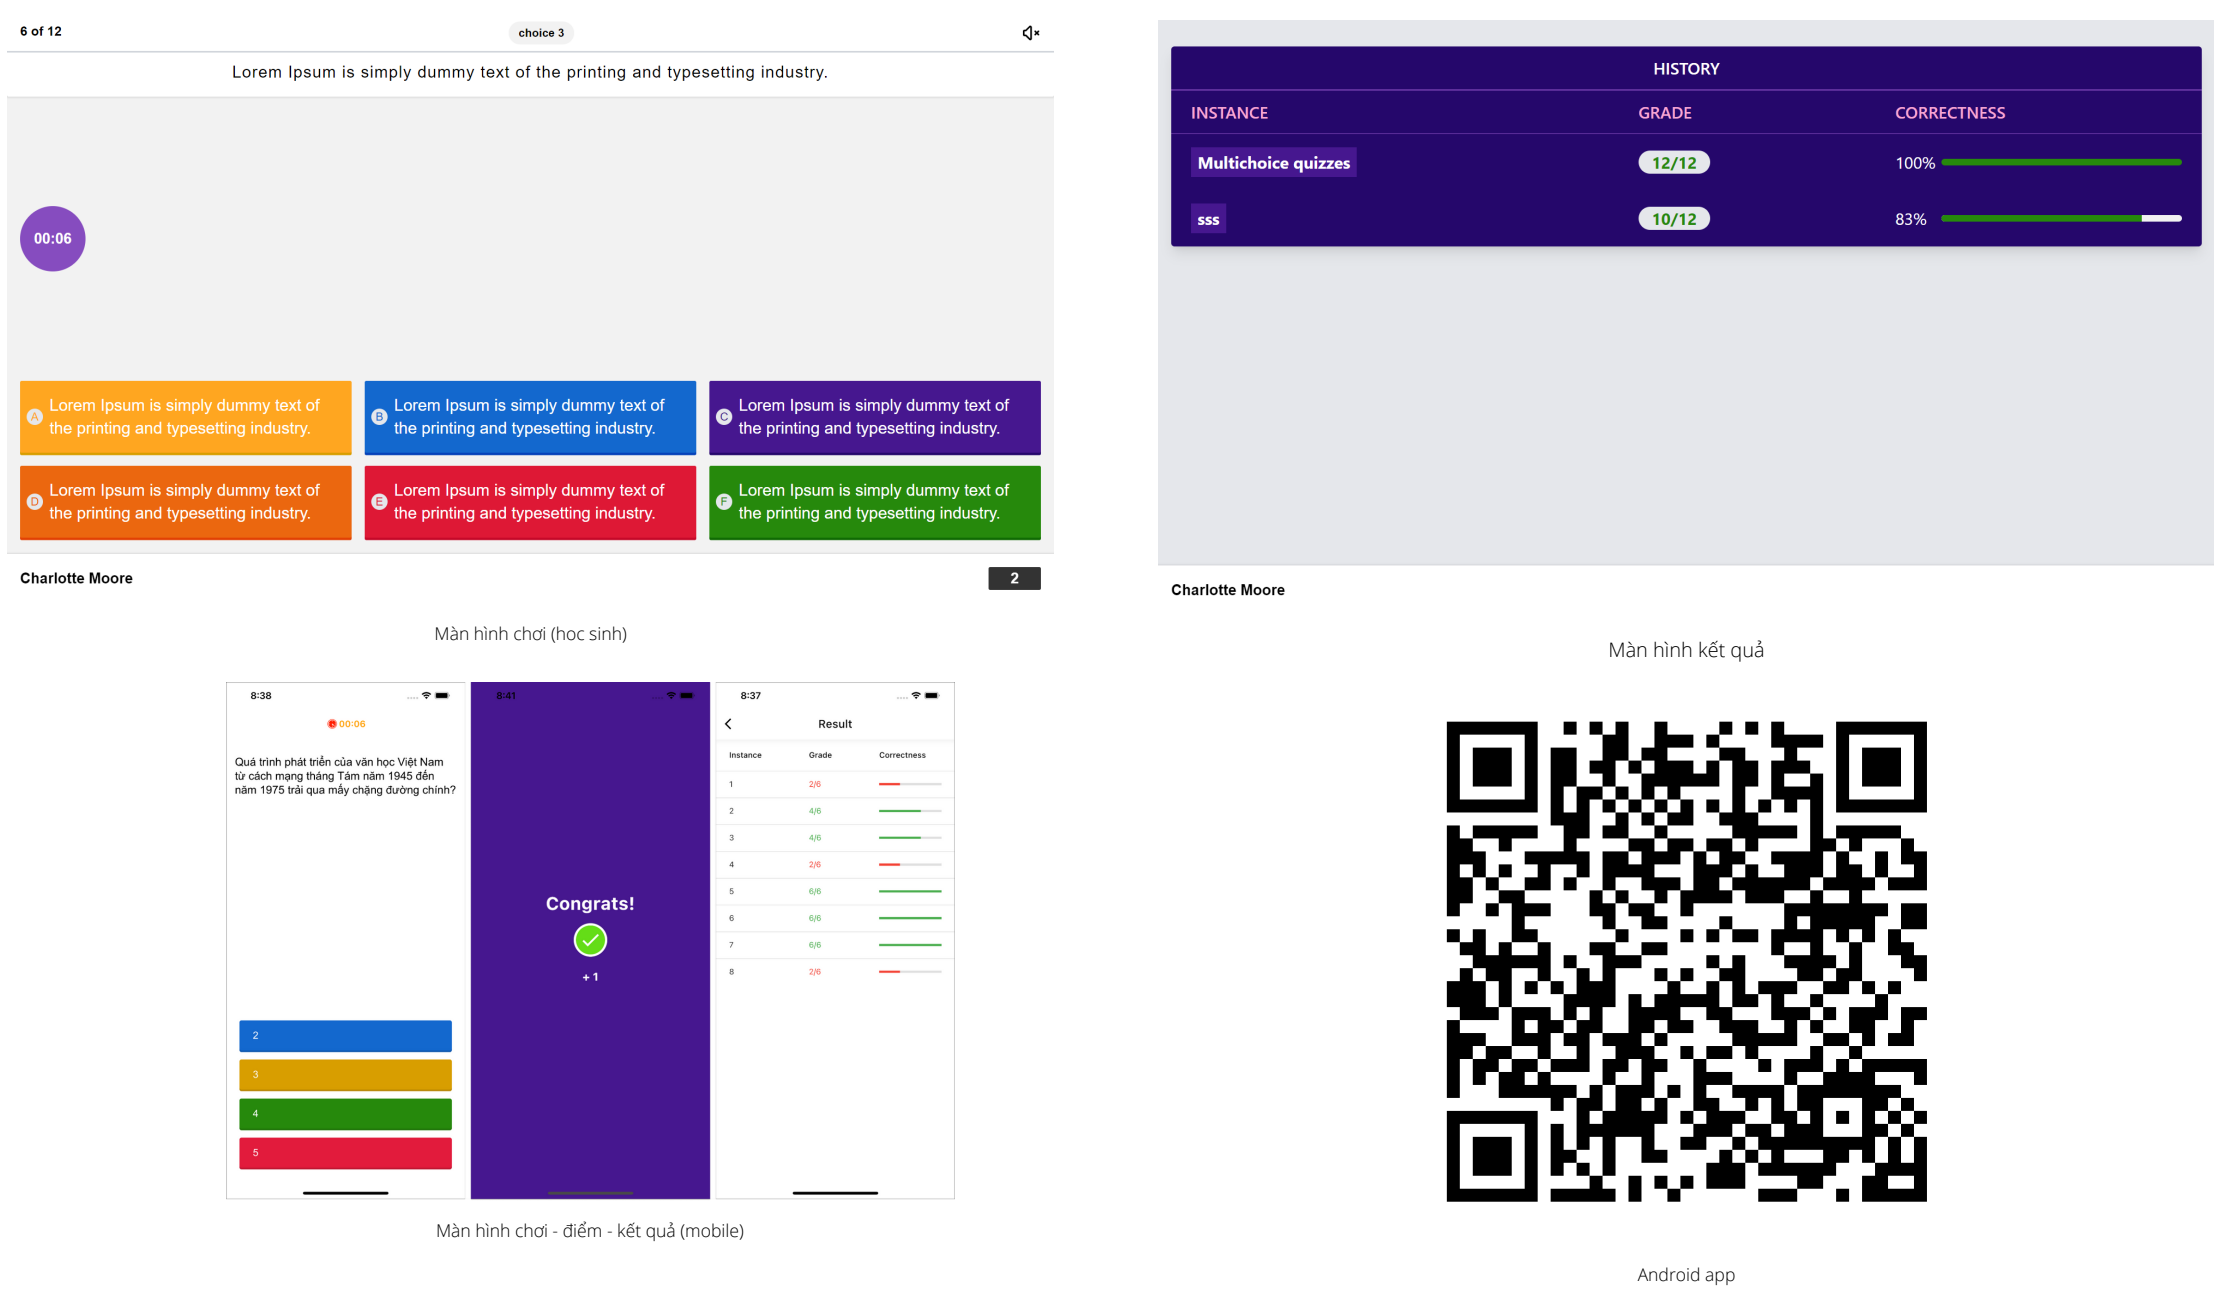 6 of 12
choice 3
Lorem Ipsum is simply dummy text of the printing and typesetting industry.
00:06
A
Lorem Ipsum is simply dummy text of
the printing and typesetting industry.
B
Lorem Ipsum is simply dummy text of
the printing and typesetting industry.
C
Lorem Ipsum is simply dummy text of
the printing and typesetting industry.
D
Lorem Ipsum is simply dummy text of
the printing and typesetting industry.
E
Lorem Ipsum is simply dummy text of
the printing and typesetting industry.
F
Lorem Ipsum is simply dummy text of
the printing and typesetting industry.
Charlotte Moore
2
Màn hình chơi (học sinh)
HISTORY
INSTANCE GRADE CORRECTNESS
Multichoice quizzes 12/12 100%
sss 10/12 83%
Charlotte Moore
Màn hình kết quả
8:38
00:06
Quá trình phát triển của văn học Việt Nam
từ cách mạng tháng Tám năm 1945 đến
năm 1975 trải qua mấy chặng đường chính?
2
3
4
5
8:41
Congrats!
+ 1
8:37
Result
Instance Grade Correctness
1 2/6
2 4/6
3 4/6
4 2/6
5 6/6
6 6/6
7 6/6
8 2/6
Màn hình chơi - điểm - kết quả (mobile)
Android app